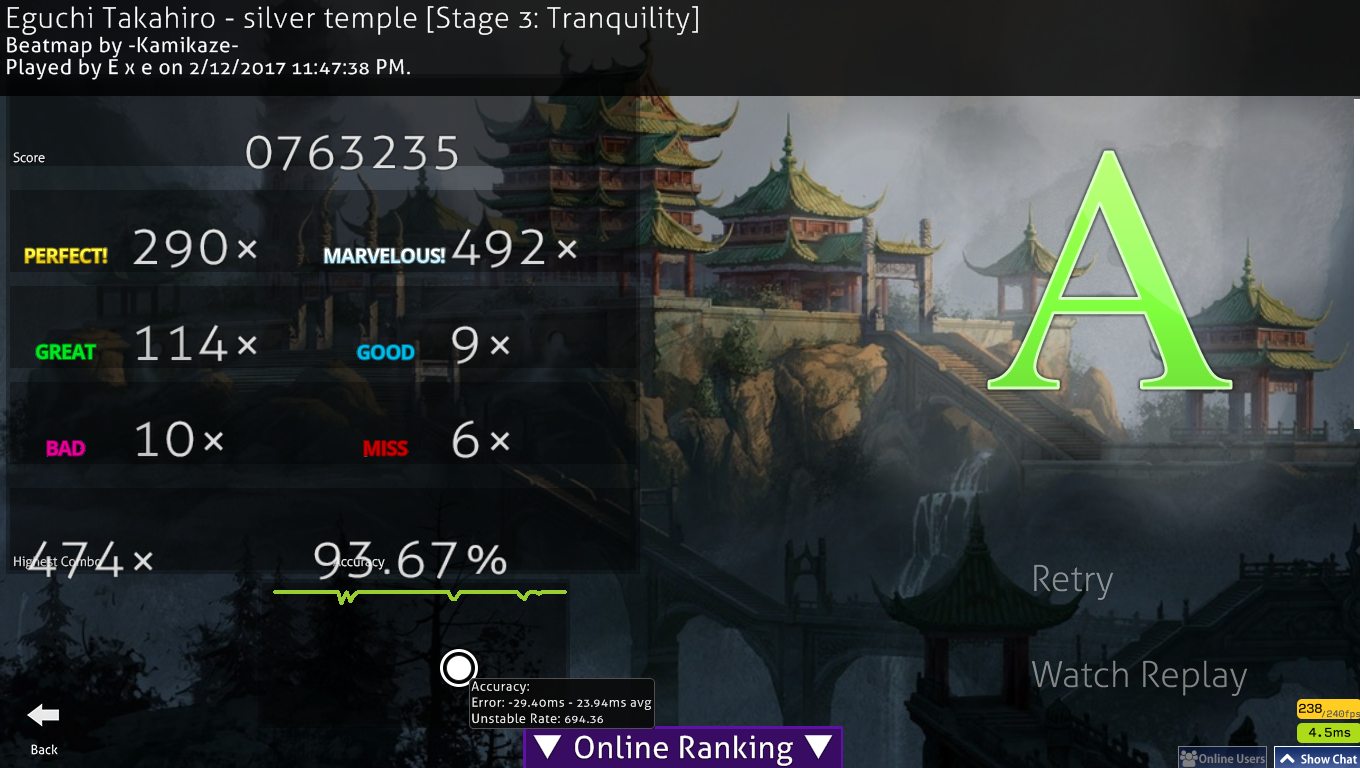 Eguchi Takahiro - silver temple [Stage 3: Tranquility]
Beatmap by -Kamikaze-
Played by E x e on 2/12/2017 11:47:38 PM.
Score 0763235
PERFECT! 290× MARVELOUS! 492×
GREAT 114× GOOD 9×
BAD 10× MISS 6×
Highest Combo 474× Accuracy 93.67%
A
Retry
Watch Replay
Accuracy:
Error: -29.40ms - 23.94ms avg
Unstable Rate: 694.36
Back
▼ Online Ranking ▼
238/240fps
4.5ms
Online Users Show Chat